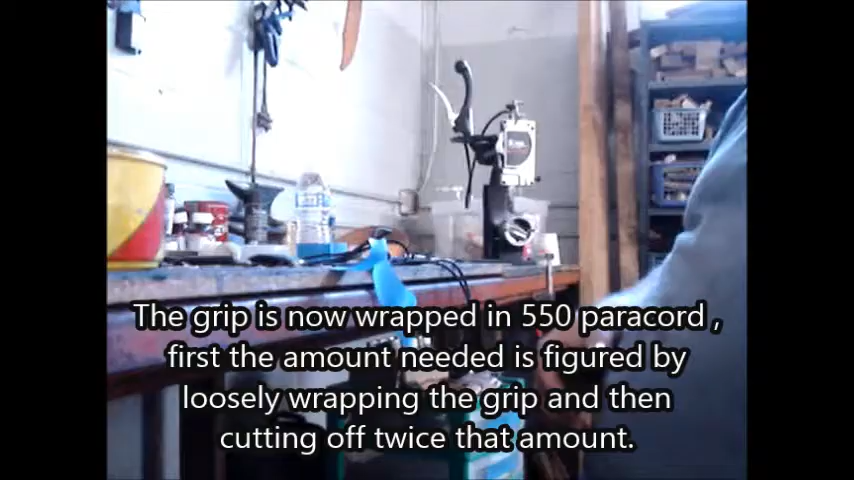 The grip is now wrapped in 550 paracord ,
first the amount needed is figured by
loosely wrapping the grip and then
cutting off twice that amount.